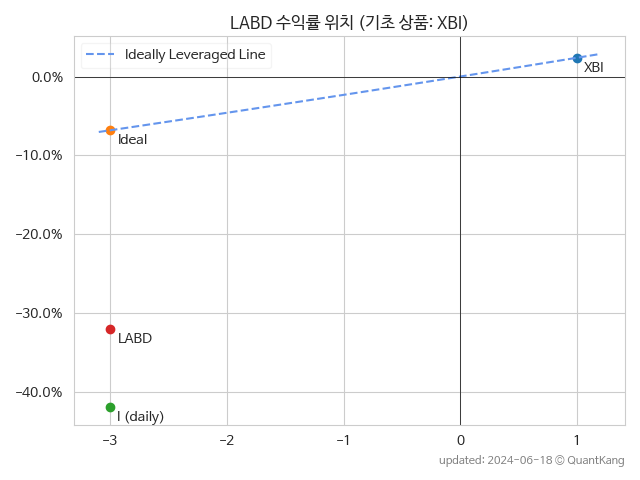 LABD 수익률 위치 (기초 상품: XBI)
Ideally Leveraged Line
0.0%
−10.0%
−20.0%
−30.0%
−40.0%
XBI
Ideal
LABD
I (daily)
−3
−2
−1
0
1
updated: 2024-06-18 © QuantKang